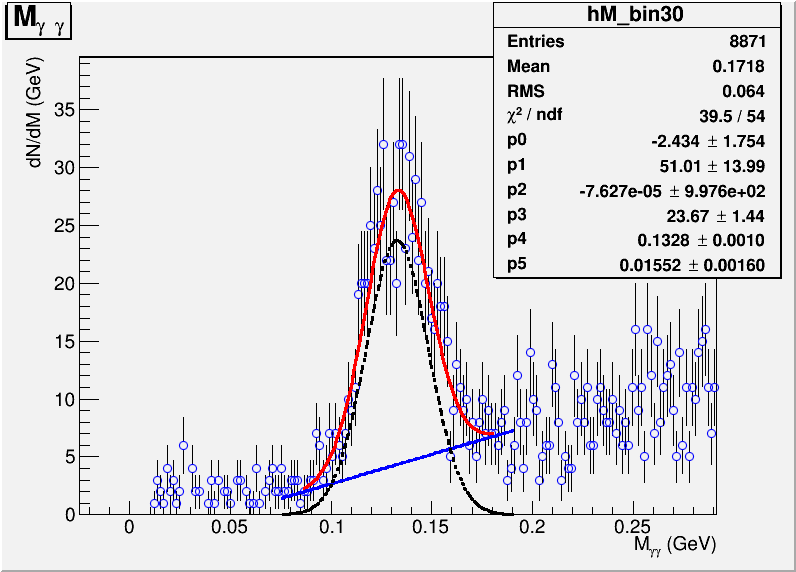 M γ γ
hM_bin30
Entries 8871
Mean 0.1718
RMS 0.064
χ² / ndf 39.5 / 54
p0 -2.434 ± 1.754
p1 51.01 ± 13.99
p2 -7.627e-05 ± 9.976e+02
p3 23.67 ± 1.44
p4 0.1328 ± 0.0010
p5 0.01552 ± 0.00160
dN/dM (GeV)
35
30
25
20
15
10
5
0
0 0.05 0.1 0.15 0.2 0.25
M γγ (GeV)